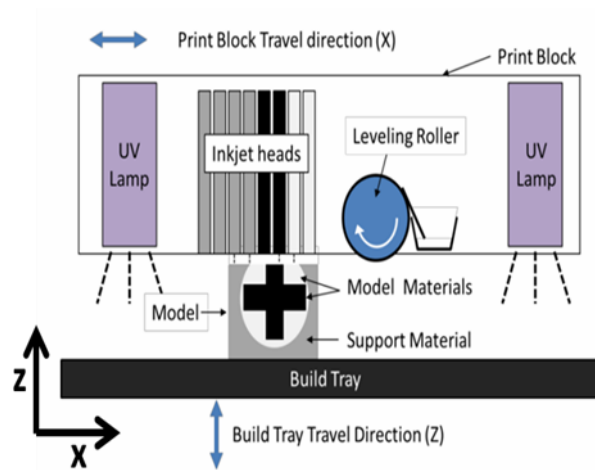 Print Block Travel direction (X)
Print Block
UV
Lamp
Inkjet heads
Leveling Roller
UV
Lamp
Model Materials
Model
Support Material
Build Tray
Z
X
Build Tray Travel Direction (Z)